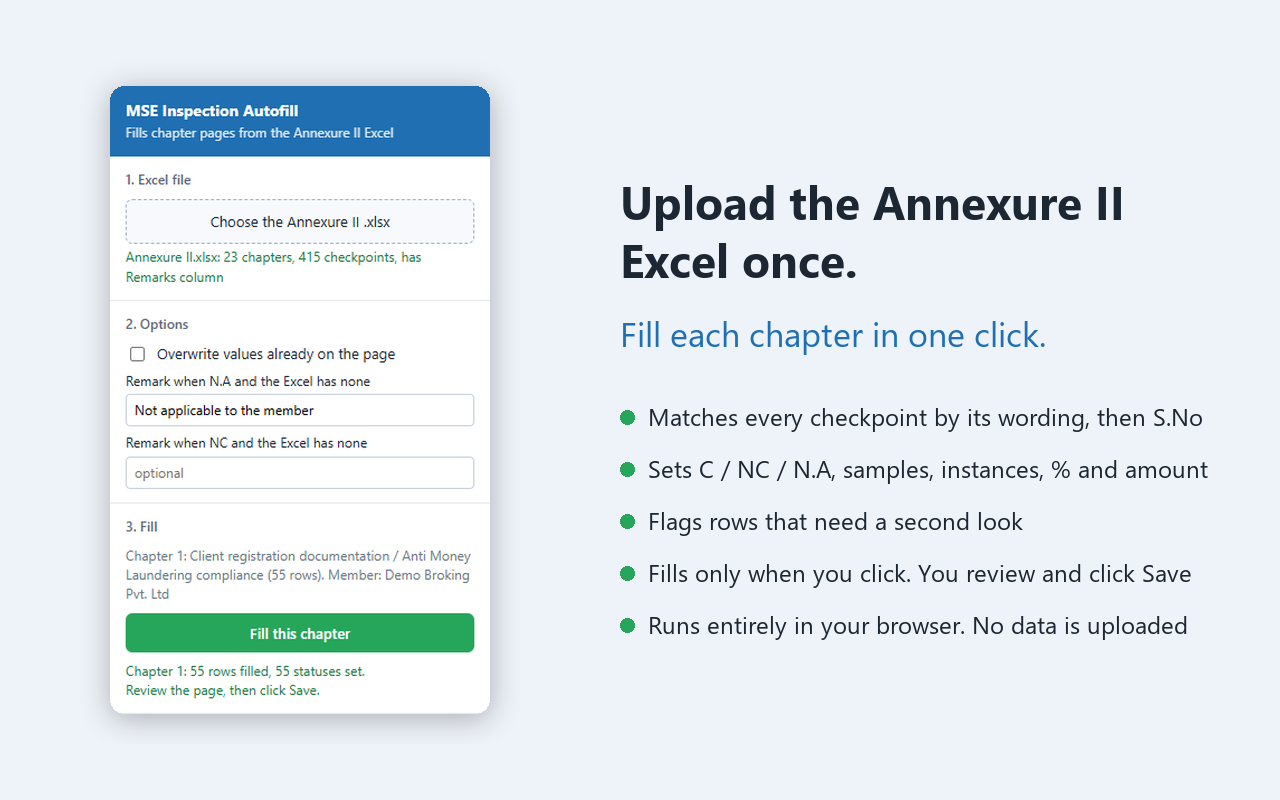 MSE Inspection Autofill
Fills chapter pages from the Annexure II Excel
1. Excel file
Choose the Annexure II .xlsx
Annexure II.xlsx: 23 chapters, 415 checkpoints, has
Remarks column
2. Options
Overwrite values already on the page
Remark when N.A and the Excel has none
Not applicable to the member
Remark when NC and the Excel has none
optional
3. Fill
Chapter 1: Client registration documentation / Anti Money
Laundering compliance (55 rows). Member: Demo Broking
Pvt. Ltd
Fill this chapter
Chapter 1: 55 rows filled, 55 statuses set.
Review the page, then click Save.
Upload the Annexure II
Excel once.
Fill each chapter in one click.
Matches every checkpoint by its wording, then S.No
Sets C / NC / N.A, samples, instances, % and amount
Flags rows that need a second look
Fills only when you click. You review and click Save
Runs entirely in your browser. No data is uploaded